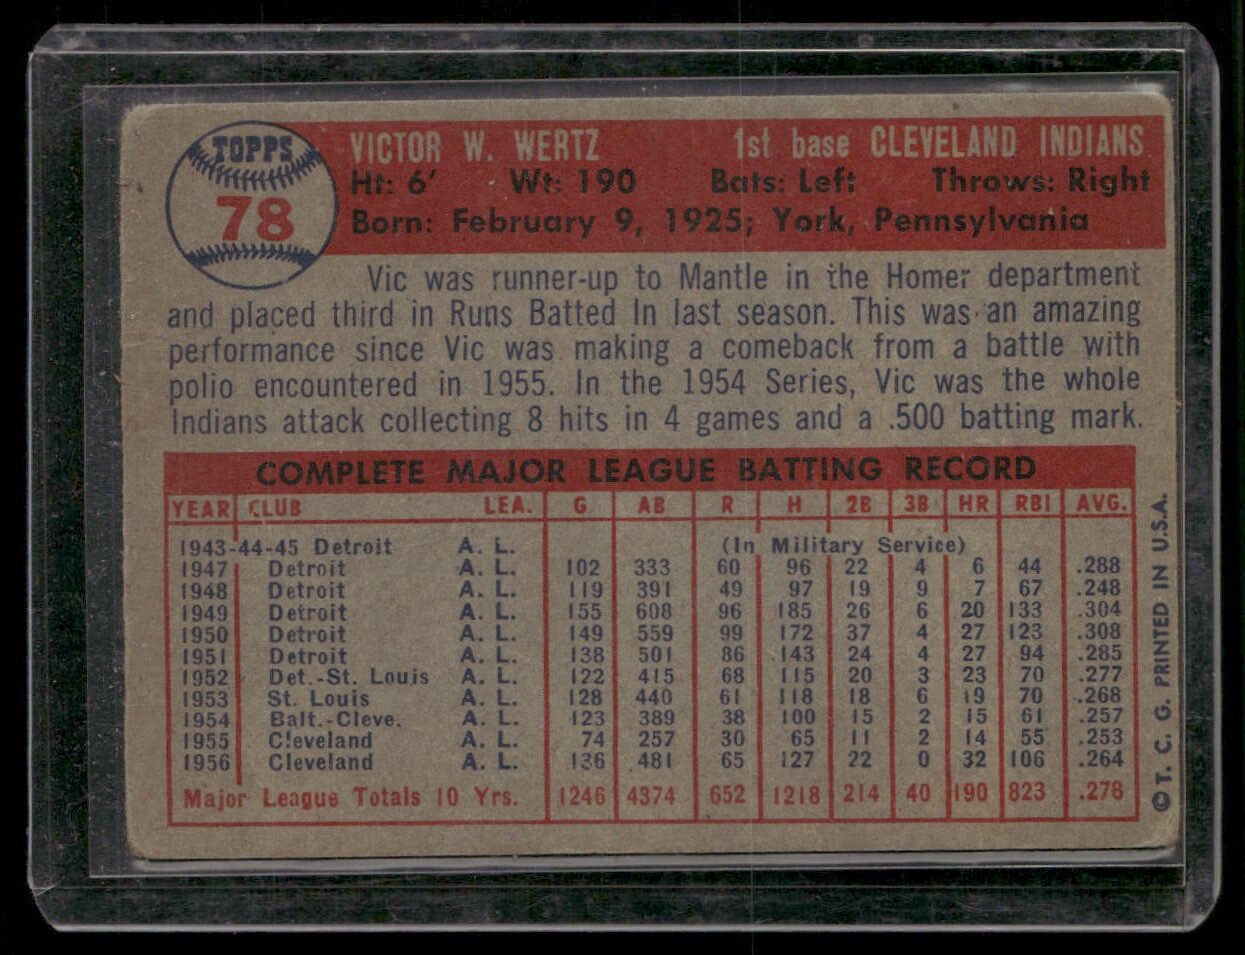 TOPPS
78
VICTOR W. WERTZ 1st base CLEVELAND INDIANS
Ht: 6' Wt: 190 Bats: Left Throws: Right
Born: February 9, 1925; York, Pennsylvania
Vic was runner-up to Mantle in the Homer department
and placed third in Runs Batted In last season. This was an amazing
performance since Vic was making a comeback from a battle with
polio encountered in 1955. In the 1954 Series, Vic was the whole
Indians attack collecting 8 hits in 4 games and a .500 batting mark.
COMPLETE MAJOR LEAGUE BATTING RECORD
YEAR CLUB LEA. G AB R H 2B 3B HR RBI AVG.
1943-44-45 Detroit A. L. (In Military Service)
1947 Detroit A. L. 102 333 60 96 22 4 6 44 .288
1948 Detroit A. L. 119 391 49 97 19 9 7 67 .248
1949 Detroit A. L. 155 608 96 185 26 6 20 133 .304
1950 Detroit A. L. 149 559 99 172 37 4 27 123 .308
1951 Detroit A. L. 138 501 86 143 24 4 27 94 .285
1952 Det.-St. Louis A. L. 122 415 68 115 20 3 23 70 .277
1953 St. Louis A. L. 128 440 61 118 18 6 19 70 .268
1954 Balt.-Cleve. A. L. 123 389 38 100 15 2 15 61 .257
1955 Cleveland A. L. 74 257 30 65 11 2 14 55 .253
1956 Cleveland A. L. 136 481 65 127 22 0 32 106 .264
Major League Totals 10 Yrs. 1246 4374 652 1218 214 40 190 823 .278
© T. C. G. PRINTED IN U.S.A.